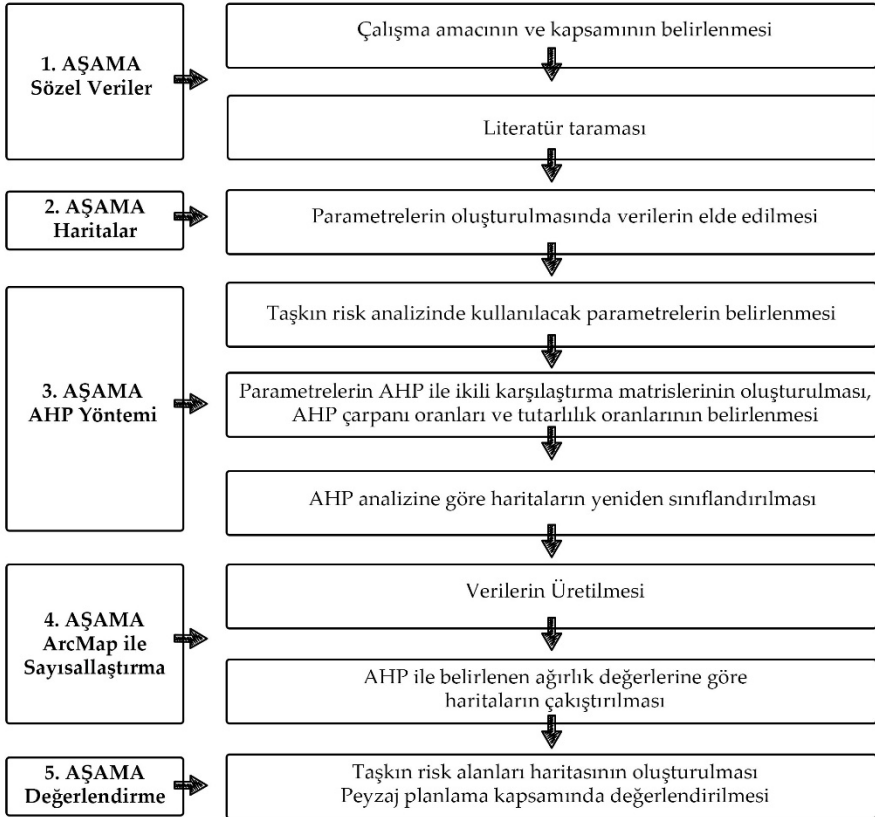 1. AŞAMA
Sözel Veriler
Çalışma amacının ve kapsamının belirlenmesi
Literatür taraması
2. AŞAMA
Haritalar
Parametrelerin oluşturulmasında verilerin elde edilmesi
3. AŞAMA
AHP Yöntemi
Taşkın risk analizinde kullanılacak parametrelerin belirlenmesi
Parametrelerin AHP ile ikili karşılaştırma matrislerinin oluşturulması,
AHP çarpanı oranları ve tutarlılık oranlarının belirlenmesi
AHP analizine göre haritaların yeniden sınıflandırılması
4. AŞAMA
ArcMap ile
Sayısallaştırma
Verilerin Üretilmesi
AHP ile belirlenen ağırlık değerlerine göre
haritaların çakıştırılması
5. AŞAMA
Değerlendirme
Taşkın risk alanları haritasının oluşturulması
Peyzaj planlama kapsamında değerlendirilmesi